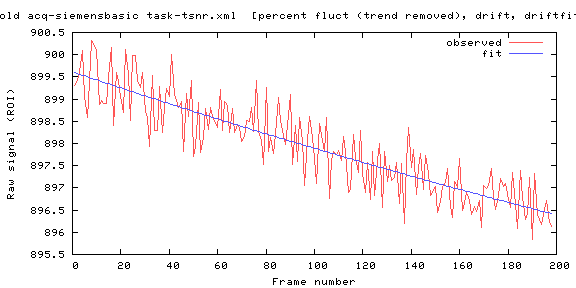 old acq-siemensbasic task-tsnr.xml [percent fluct (trend removed), drift, driftfi
observed
fit
900.5
900
899.5
899
898.5
898
897.5
897
896.5
896
895.5
Raw signal (ROI)
0 20 40 60 80 100 120 140 160 180 200
Frame number